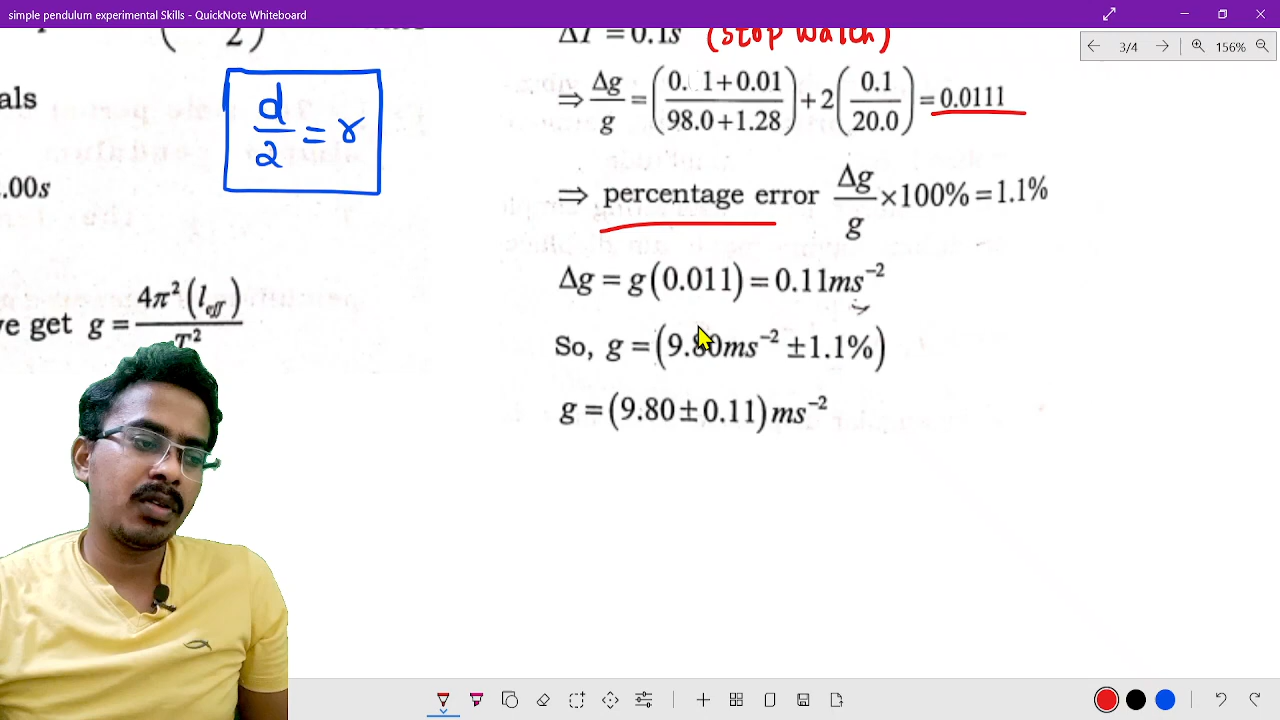 simple pendulum experimental Skills - QuickNote Whiteboard
3/4
156%
2)
ΔT = 0.1s (Stop Watch)
d/2 = r
als
.00s
⇒ Δg/g = (0. 1+0.01 / 98.0+1.28) + 2(0.1/20.0) = 0.0111
⇒ percentage error Δg/g ×100% = 1.1%
Δg = g(0.011) = 0.11ms⁻²
ve get g = 4π²(l_eff)/T²
So, g = (9.80ms⁻² ±1.1%)
g = (9.80±0.11)ms⁻²